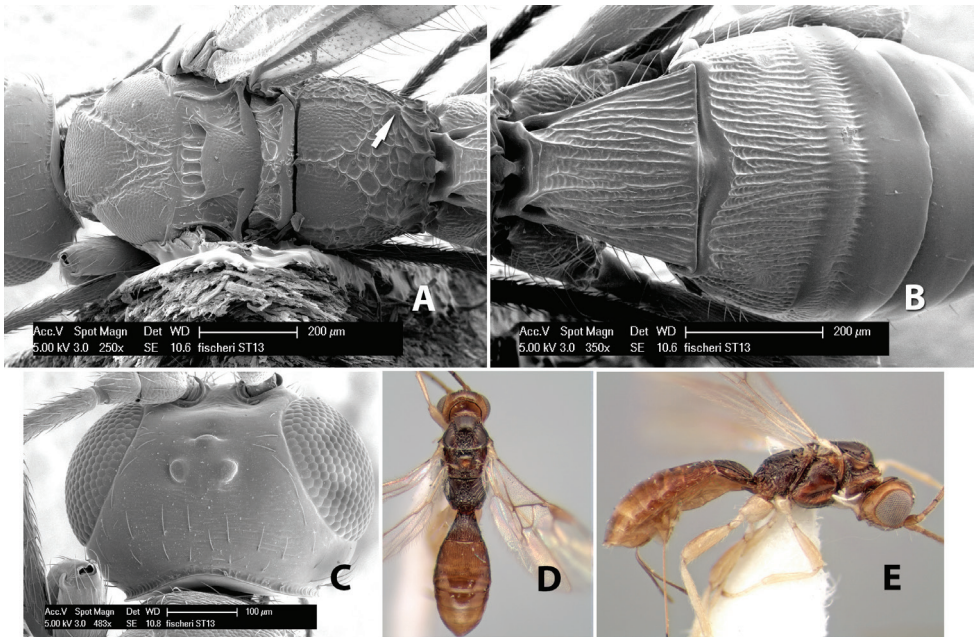 A
Acc.V Spot Magn Det WD 200 µm
5.00 kV 3.0 250x SE 10.6 fischeri ST13
B
Acc.V Spot Magn Det WD 200 µm
5.00 kV 3.0 350x SE 10.6 fischeri ST13
C
Acc.V Spot Magn Det WD 100 µm
5.00 kV 3.0 483x SE 10.8 fischeri ST13
D
E